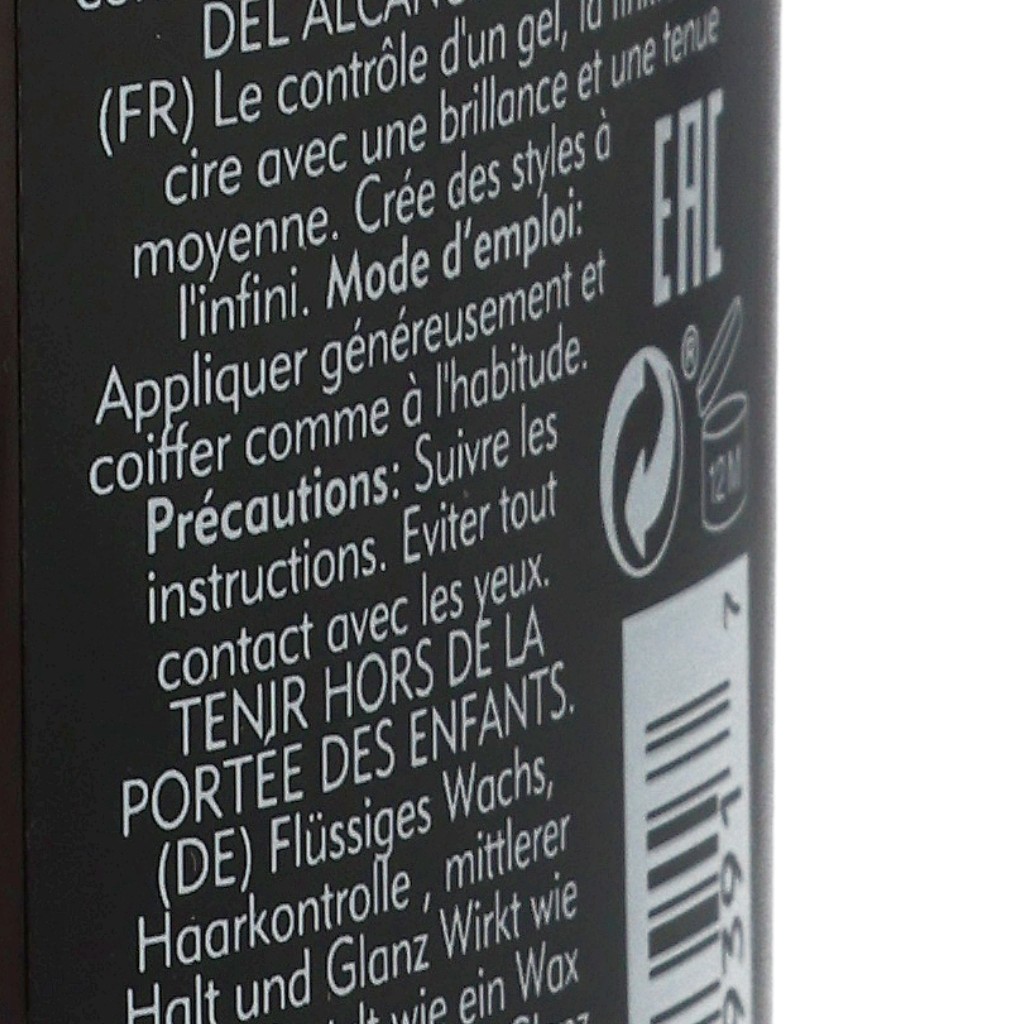 DEL ALCAN
(FR) Le contrôle d'un gel, la
cire avec une brillance et une tenue
moyenne. Crée des styles à
l'infini. Mode d'emploi:
Appliquer généreusement et
coiffer comme à l'habitude.
Précautions: Suivre les
instructions. Eviter tout
contact avec les yeux.
TENIR HORS DE LA
PORTÉE DES ENFANTS.
(DE) Flüssiges Wachs,
Haarkontrolle , mittlerer
Halt und Glanz Wirkt wie
wie ein Wax
EAC
®
12 M
7